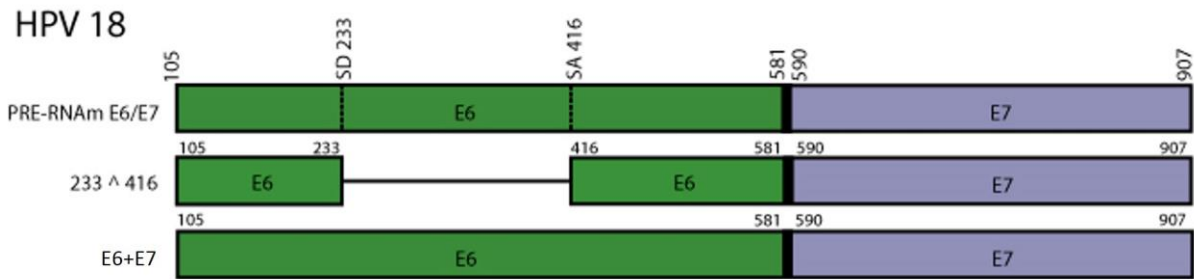 HPV 18
105
SD 233
SA 416
581
590
907
PRE-RNAm E6/E7
E6
E7
105 233 416 581 590 907
233 ^ 416
E6
E6
E7
105 581 590 907
E6+E7
E6
E7